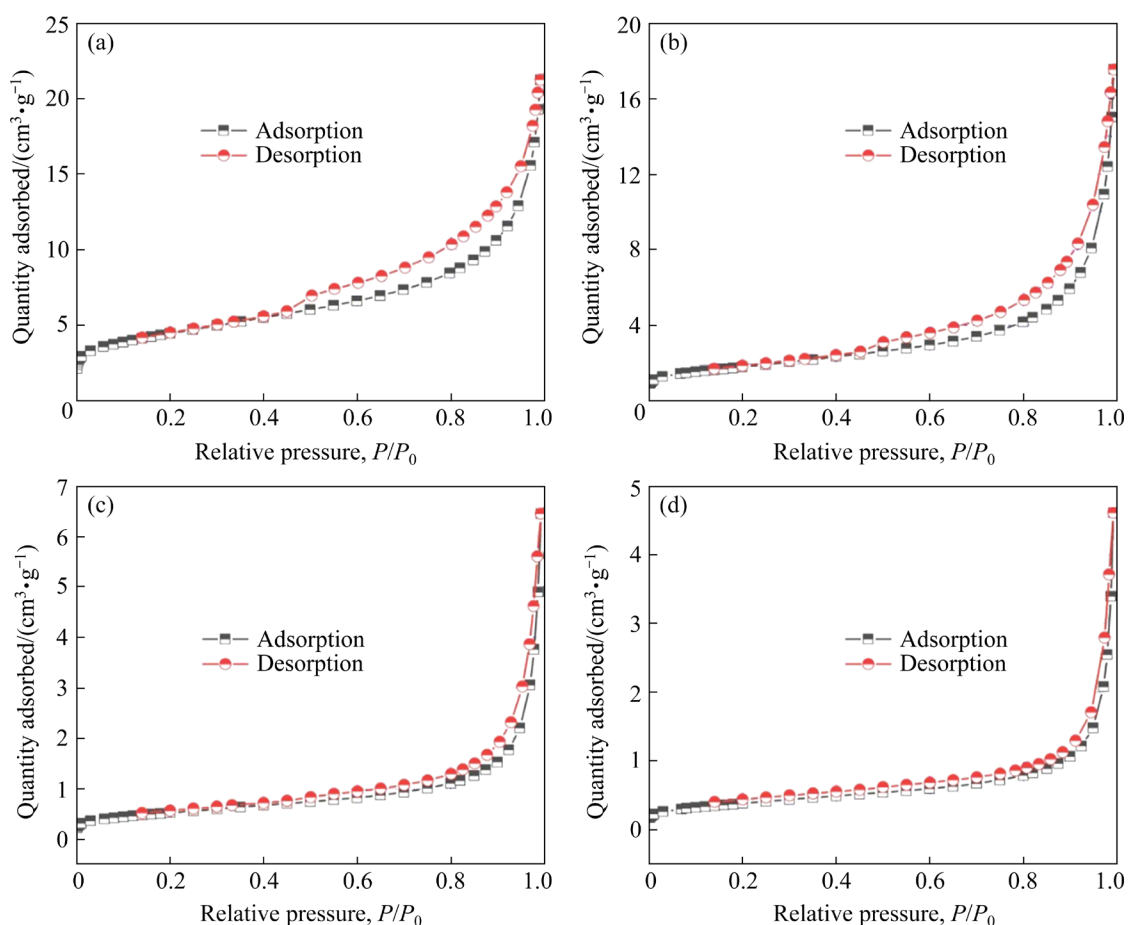 (a)
25
20
15
10
5
0
Quantity adsorbed/(cm³•g⁻¹)
Adsorption
Desorption
0.2 0.4 0.6 0.8 1.0
Relative pressure, P/P₀
(b)
20
16
12
8
4
0
Quantity adsorbed/(cm³•g⁻¹)
Adsorption
Desorption
0.2 0.4 0.6 0.8 1.0
Relative pressure, P/P₀
(c)
7
6
5
4
3
2
1
0
Quantity adsorbed/(cm³•g⁻¹)
Adsorption
Desorption
0 0.2 0.4 0.6 0.8 1.0
Relative pressure, P/P₀
(d)
5
4
3
2
1
0
Quantity adsorbed/(cm³•g⁻¹)
Adsorption
Desorption
0 0.2 0.4 0.6 0.8 1.0
Relative pressure, P/P₀